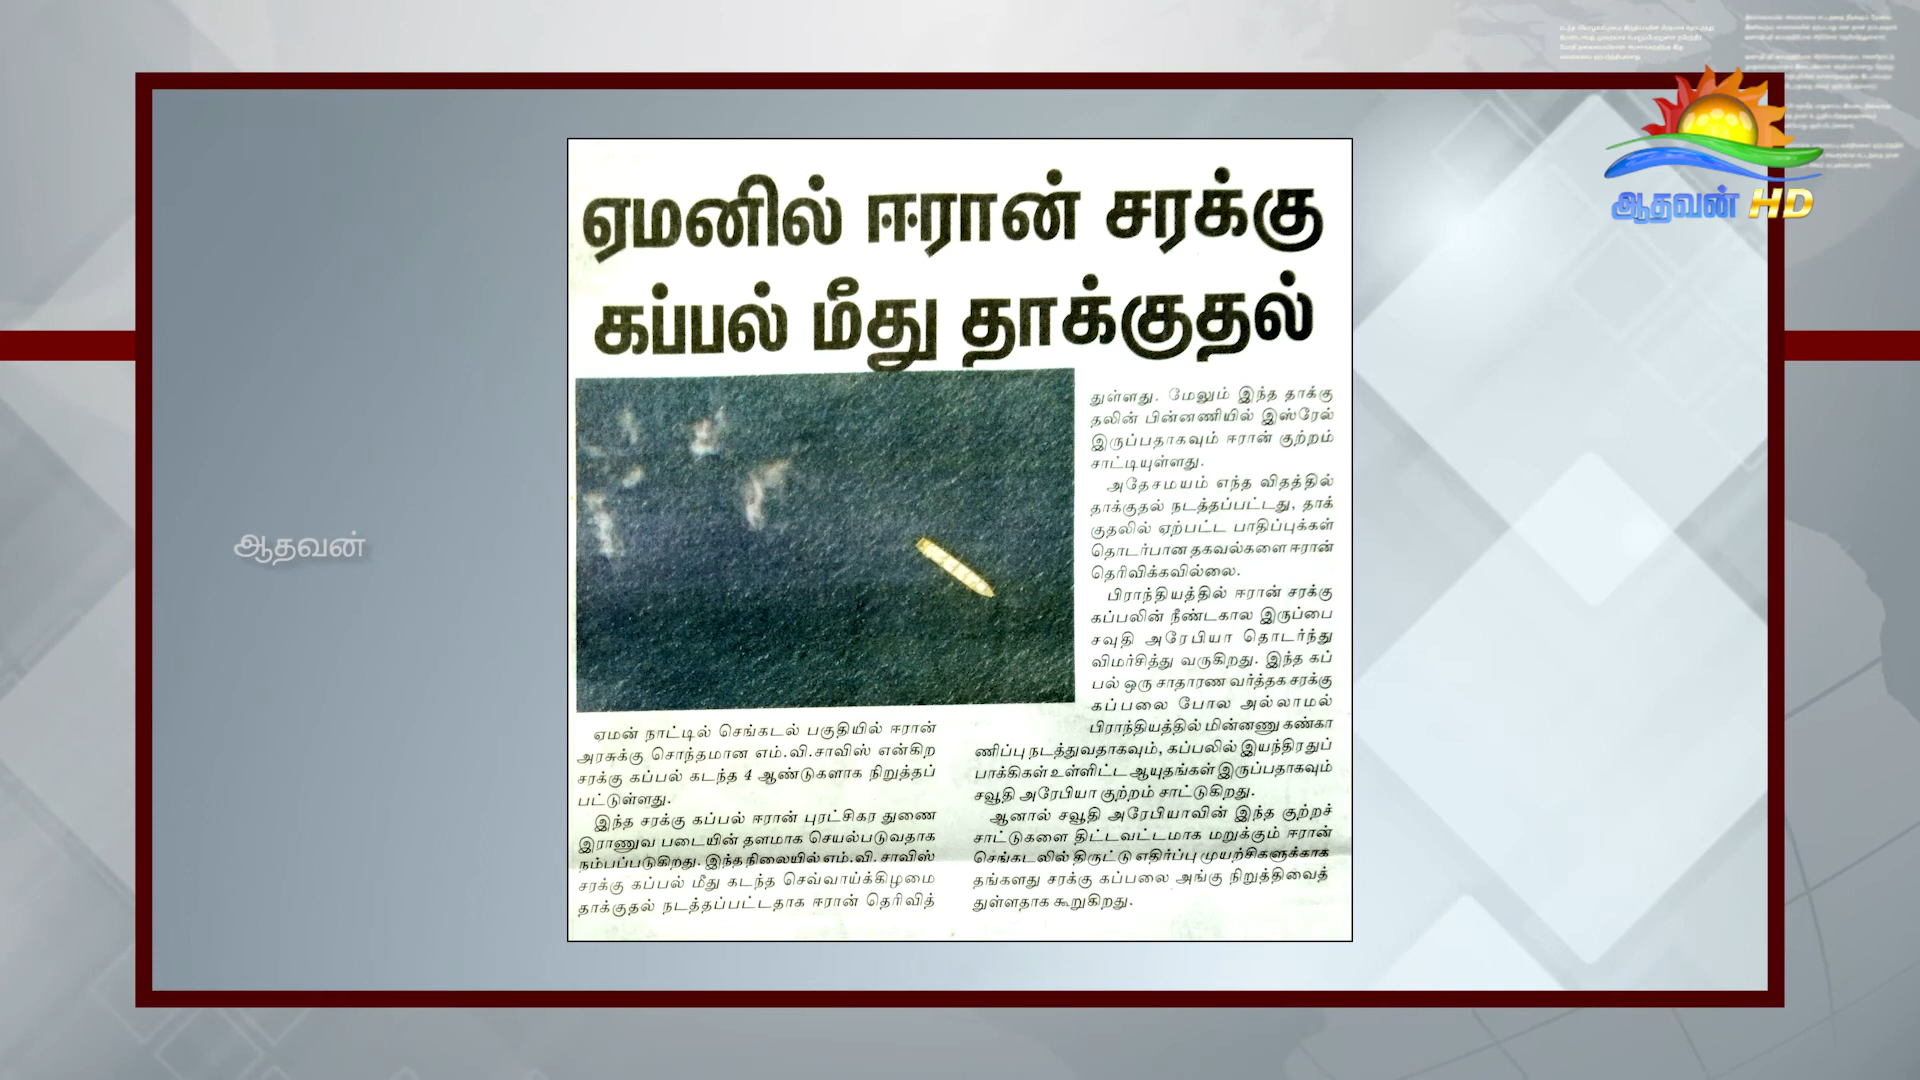 ஆதவன் HD
ஆதவன்
ஏமனில் ஈரான் சரக்கு
கப்பல் மீது தாக்குதல்
ஏமன் நாட்டில் செங்கடல் பகுதியில் ஈரான்
அரசுக்கு சொந்தமான எம்.வி.சாவிஸ் என்கிற
சரக்கு கப்பல் கடந்த 4 ஆண்டுகளாக நிறுத்தப்
பட்டுள்ளது.
இந்த சரக்கு கப்பல் ஈரான் புரட்சிகர துணை
இராணுவ படையின் தளமாக செயல்படுவதாக
நம்பப்படுகிறது. இந்தநிலையில் எம்.வி.சாவிஸ்
சரக்கு கப்பல் மீது கடந்த செவ்வாய்க்கிழமை
தாக்குதல் நடத்தப்பட்டதாக ஈரான் தெரிவித்
துள்ளது. மேலும் இந்த தாக்கு
தலின் பின்னணியில் இஸ்ரேல்
இருப்பதாகவும் ஈரான் குற்றம்
சாட்டியுள்ளது.
அதேசமயம் எந்த விதத்தில்
தாக்குதல் நடத்தப்பட்டது, தாக்
குதலில் ஏற்பட்ட பாதிப்புக்கள்
தொடர்பான தகவல்களை ஈரான்
தெரிவிக்கவில்லை.
பிராந்தியத்தில் ஈரான் சரக்கு
கப்பலின் நீண்டகால இருப்பை
சவுதி அரேபியா தொடர்ந்து
விமர்சித்து வருகிறது. இந்த கப்
பல் ஒரு சாதாரண வர்த்தக சரக்கு
கப்பலை போல அல்லாமல்
பிராந்தியத்தில் மின்னணு கண்கா
ணிப்பு நடத்துவதாகவும், கப்பலில் இயந்திரதுப்
பாக்கிகள் உள்ளிட்ட ஆயுதங்கள் இருப்பதாகவும்
சவூதி அரேபியா குற்றம் சாட்டுகிறது.
ஆனால் சவூதி அரேபியாவின் இந்த குற்றச்
சாட்டுகளை திட்டவட்டமாக மறுக்கும் ஈரான்
செங்கடலில் திருட்டு எதிர்ப்பு முயற்சிகளுக்காக
தங்களது சரக்கு கப்பலை அங்கு நிறுத்திவைத்
துள்ளதாக கூறுகிறது.